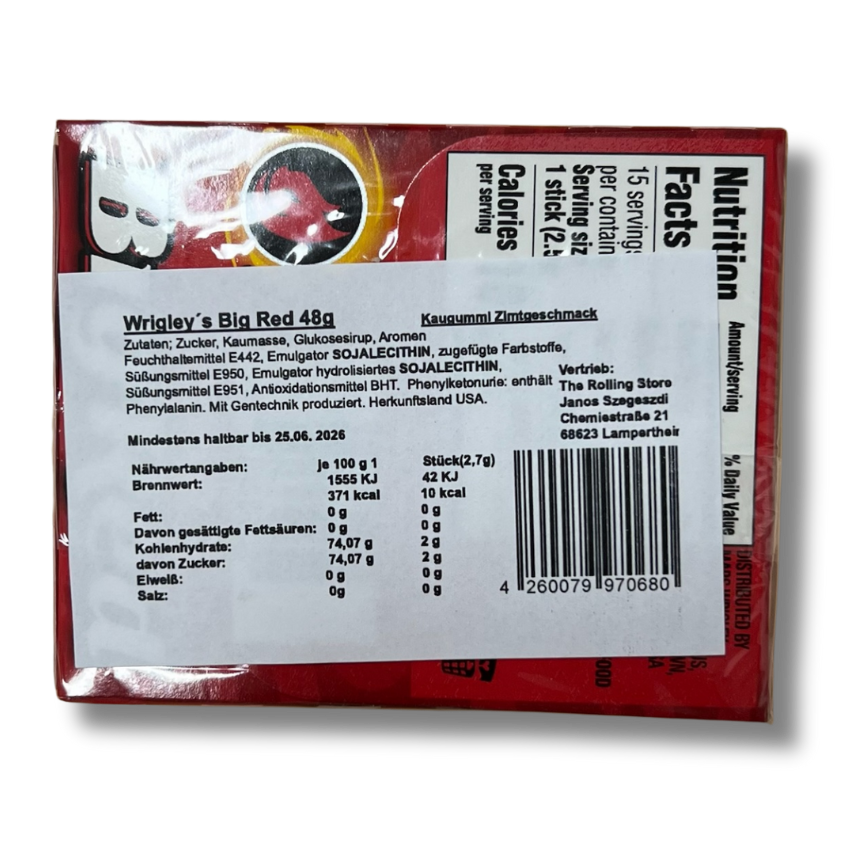 B
Nutrition
Facts
15 servings
per contain
Serving siz
1 stick (2.5
Calories
per serving
Amount/serving
% Daily Value
Wrigley´s Big Red 48g
Kaugummi Zimtgeschmack
Zutaten; Zucker, Kaumasse, Glukosesirup, Aromen
Feuchthaltemittel E442, Emulgator SOJALECITHIN, zugefügte Farbstoffe,
Süßungsmittel E950, Emulgator hydrolisiertes SOJALECITHIN,
Süßungsmittel E951, Antioxidationsmittel BHT. Phenylketonurie: enthält
Phenylalanin. Mit Gentechnik produziert. Herkunftsland USA.
Vertrieb:
The Rolling Store
Janos Szegeszdi
Chemiestraße 21
68623 Lampertheir
Mindestens haltbar bis 25.06. 2026
Nährwertangaben: je 100 g 1 Stück(2,7g)
Brennwert: 1555 KJ 42 KJ
371 kcal 10 kcal
Fett: 0 g 0 g
Davon gesättigte Fettsäuren: 0 g 0 g
Kohlenhydrate: 74,07 g 2 g
davon Zucker: 74,07 g 2 g
Eiweß: 0 g 0 g
Salz: 0g 0 g
4 260079 970680
DISTRIBUTED BY